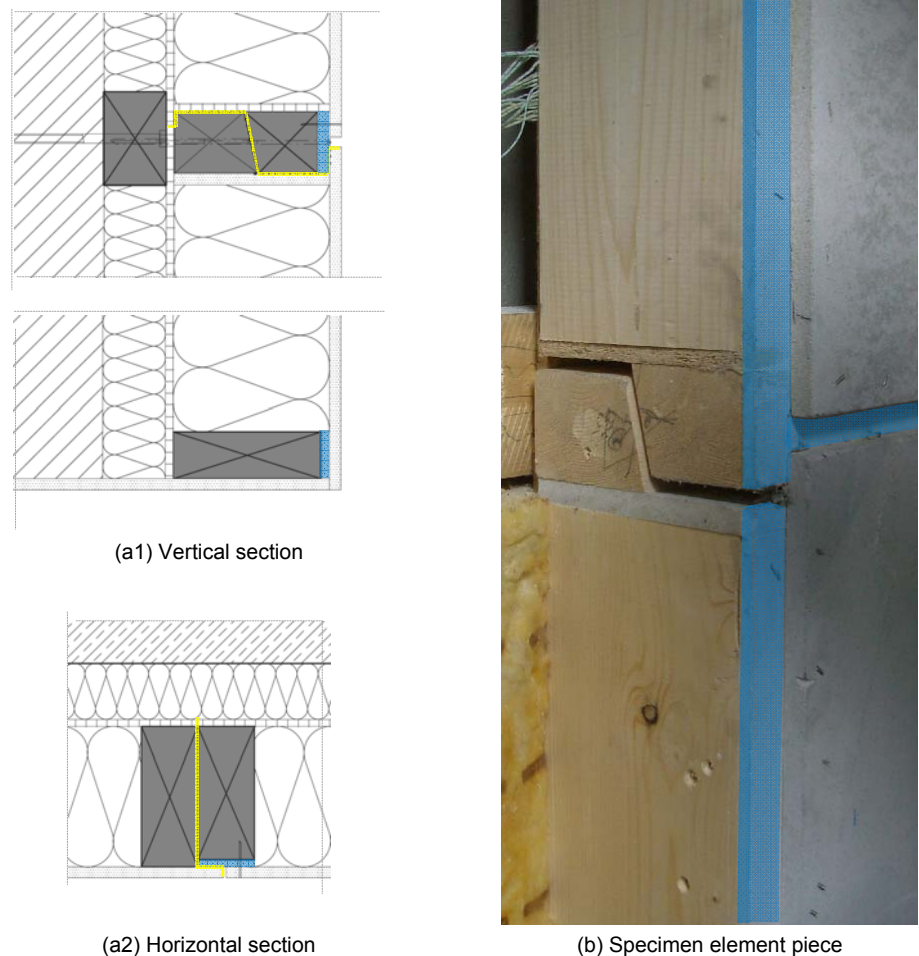 (a1) Vertical section
(a2) Horizontal section
(b) Specimen element piece